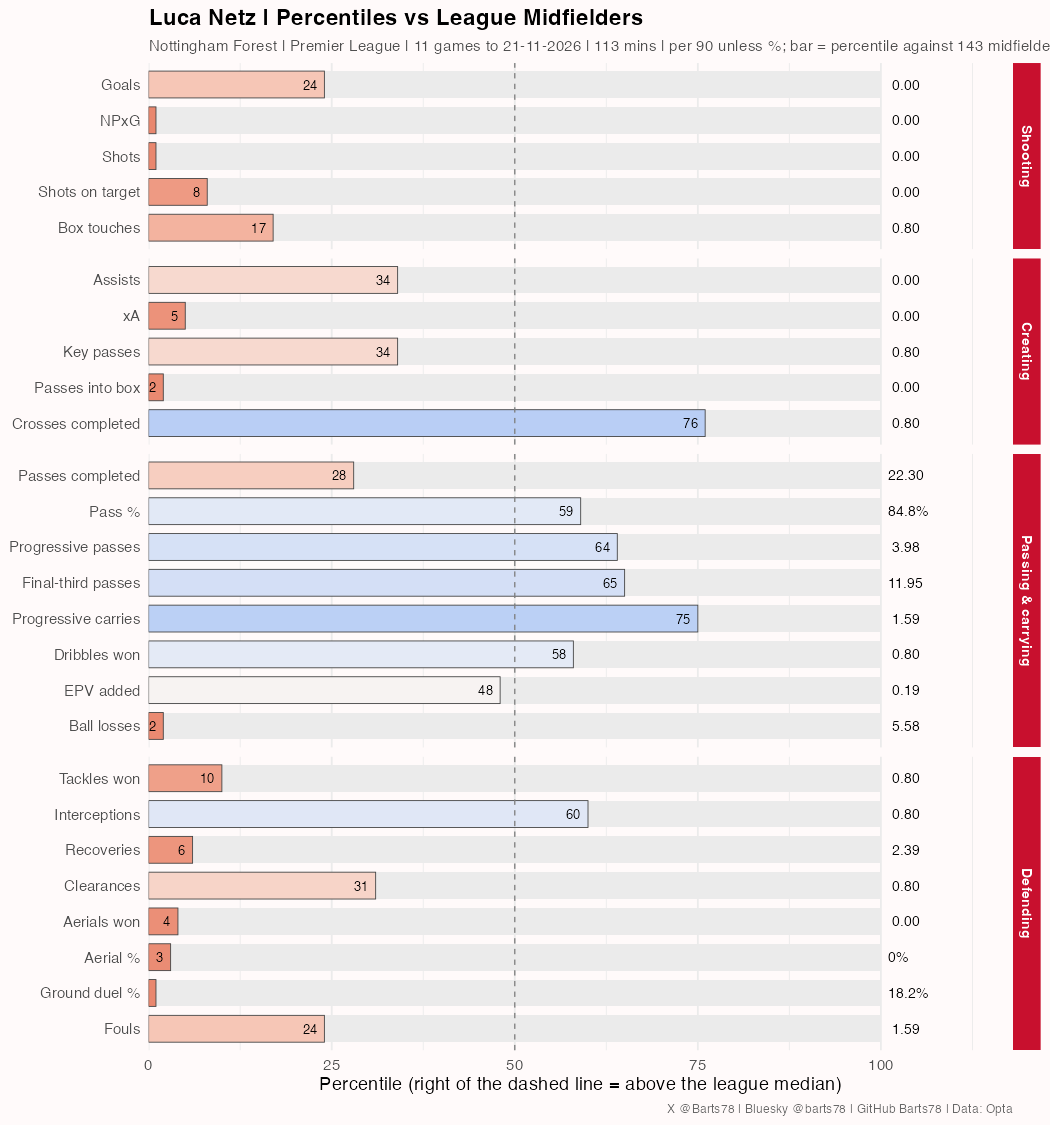 Luca Netz | Percentiles vs League Midfielders
Nottingham Forest | Premier League | 11 games to 21-11-2026 | 113 mins | per 90 unless %; bar = percentile against 143 midfielde
Goals 24 0.00
NPxG 0.00
Shots 0.00
Shots on target 8 0.00
Box touches 17 0.80
Shooting
Assists 34 0.00
xA 5 0.00
Key passes 34 0.80
Passes into box 2 0.00
Crosses completed 76 0.80
Creating
Passes completed 28 22.30
Pass % 59 84.8%
Progressive passes 64 3.98
Final-third passes 65 11.95
Progressive carries 75 1.59
Dribbles won 58 0.80
EPV added 48 0.19
Ball losses 2 5.58
Passing & carrying
Tackles won 10 0.80
Interceptions 60 0.80
Recoveries 6 2.39
Clearances 31 0.80
Aerials won 4 0.00
Aerial % 3 0%
Ground duel % 18.2%
Fouls 24 1.59
Defending
0 25 50 75 100
Percentile (right of the dashed line = above the league median)
X @Barts78 | Bluesky @barts78 | GitHub Barts78 | Data: Opta